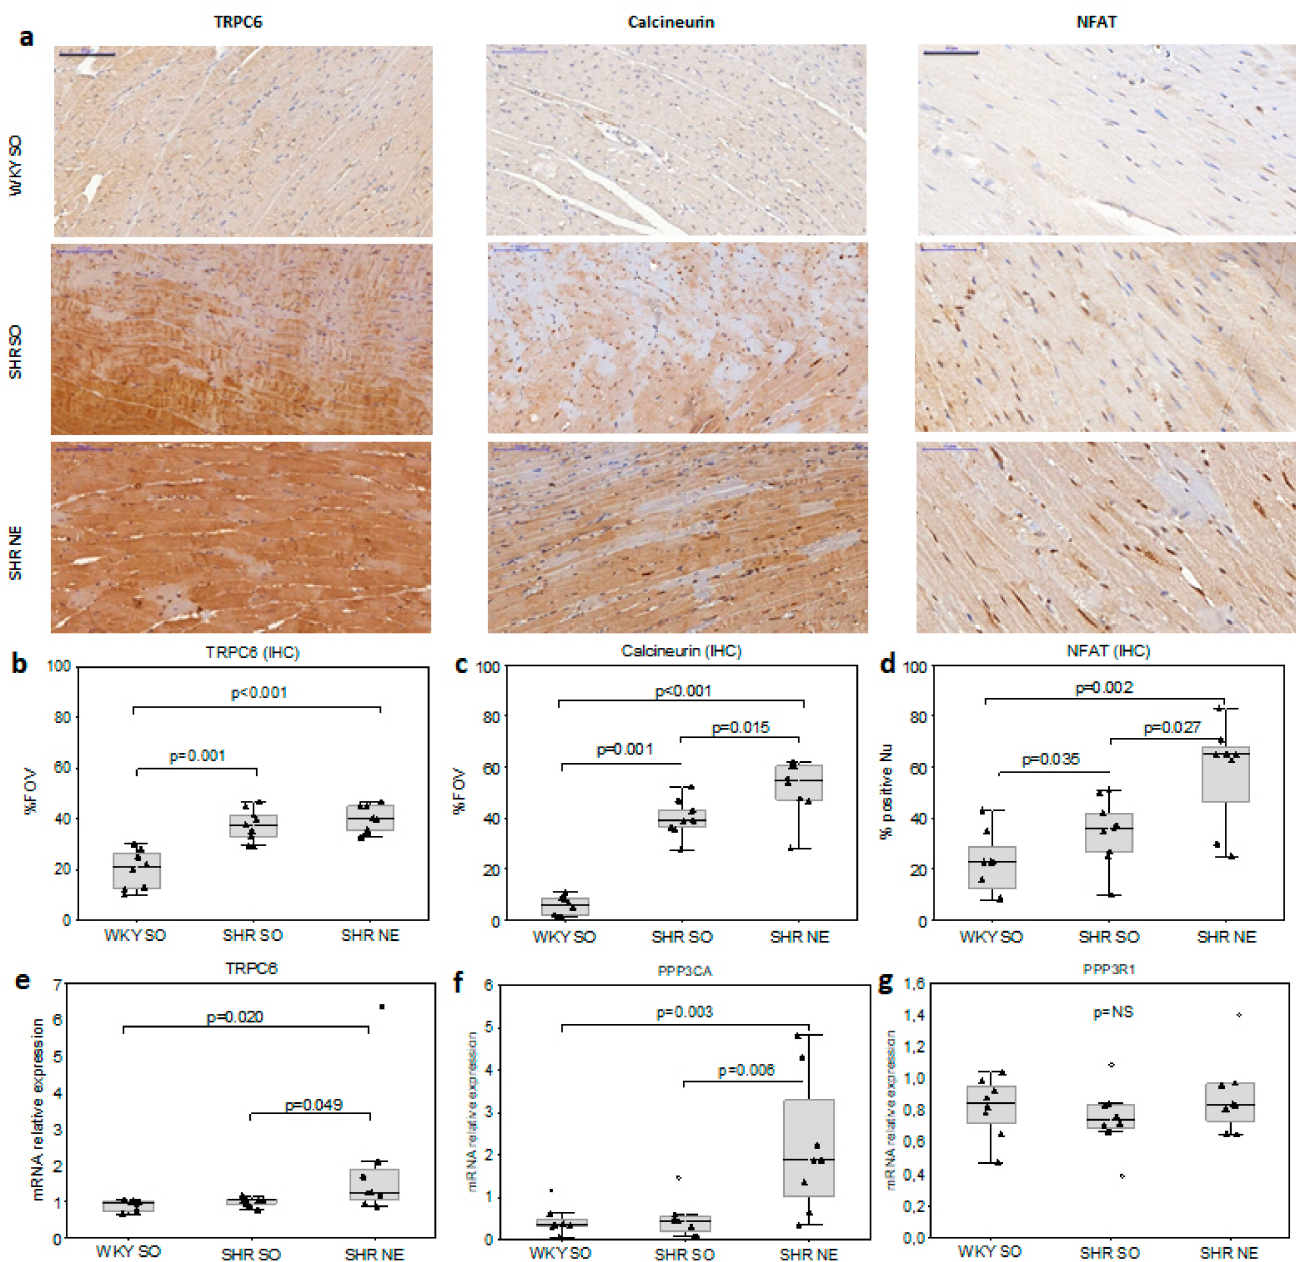 a
TRPC6
Calcineurin
NFAT
WKY SO
SHR SO
SHR NE
b
TRPC6 (IHC)
%FOV
100
80
60
40
20
0
p<0.001
p=0.001
WKY SO
SHR SO
SHR NE
c
Calcineurin (IHC)
%FOV
100
80
60
40
20
0
p<0.001
p=0.015
p=0.001
WKY SO
SHR SO
SHR NE
d
NFAT (IHC)
% positive Nu
100
80
60
40
20
0
p=0.002
p=0.027
p=0.035
WKY SO
SHR SO
SHR NE
e
TRPC6
mRNA relative expression
7
6
5
4
3
2
1
0
p=0.020
p=0.049
WKY SO
SHR SO
SHR NE
f
PPP3CA
mRNA relative expression
6
5
4
3
2
1
0
p=0.003
p=0.006
WKY SO
SHR SO
SHR NE
g
PPP3R1
mRNA relative expression
1,6
1,4
1,2
1,0
0,8
0,6
0,4
0,2
0,0
p=NS
WKY SO
SHR SO
SHR NE